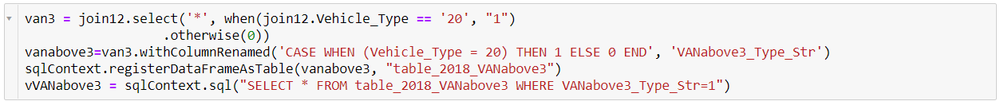 van3 = join12.select('*', when(join12.Vehicle_Type == '20', "1")
.otherwise(0))
vanabove3=van3.withColumnRenamed('CASE WHEN (Vehicle_Type = 20) THEN 1 ELSE 0 END', 'VANabove3_Type_Str')
sqlContext.registerDataFrameAsTable(vanabove3, "table_2018_VANabove3")
vVANabove3 = sqlContext.sql("SELECT * FROM table_2018_VANabove3 WHERE VANabove3_Type_Str=1")